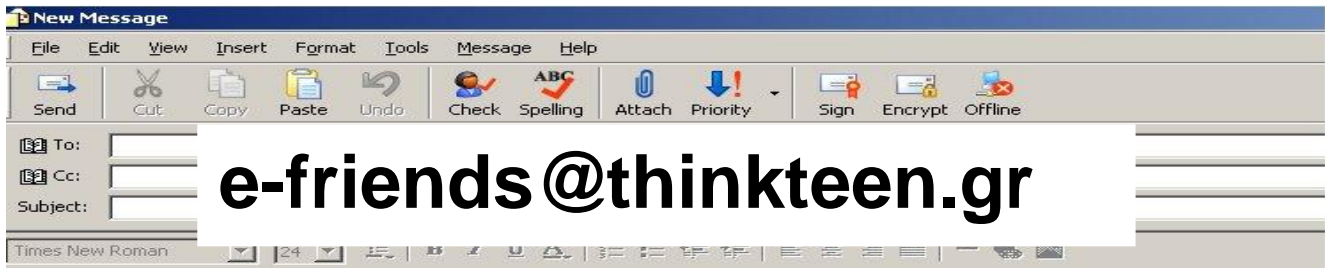 New Message
File Edit View Insert Format Tools Message Help
Send Cut Copy Paste Undo Check Spelling Attach Priority Sign Encrypt Offline
To:
Cc:
Subject:
e-friends@thinkteen.gr
Times New Roman 24 B I U A